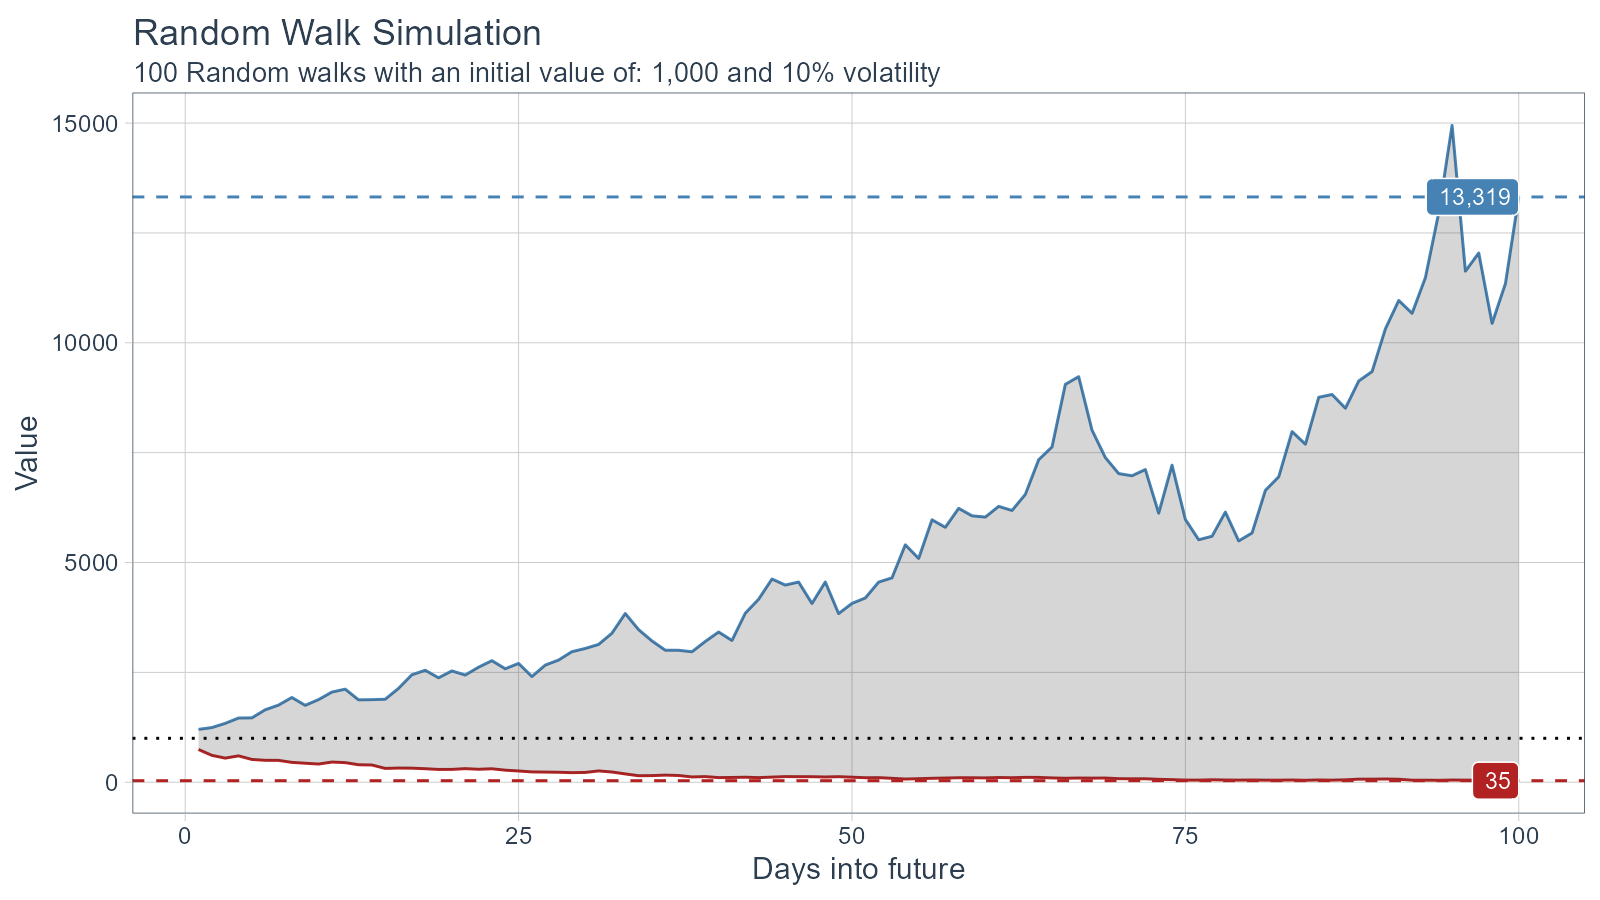 Random Walk Simulation
100 Random walks with an initial value of: 1,000 and 10% volatility
15000
13,319
10000
Value
5000
0
35
0 25 50 75 100
Days into future